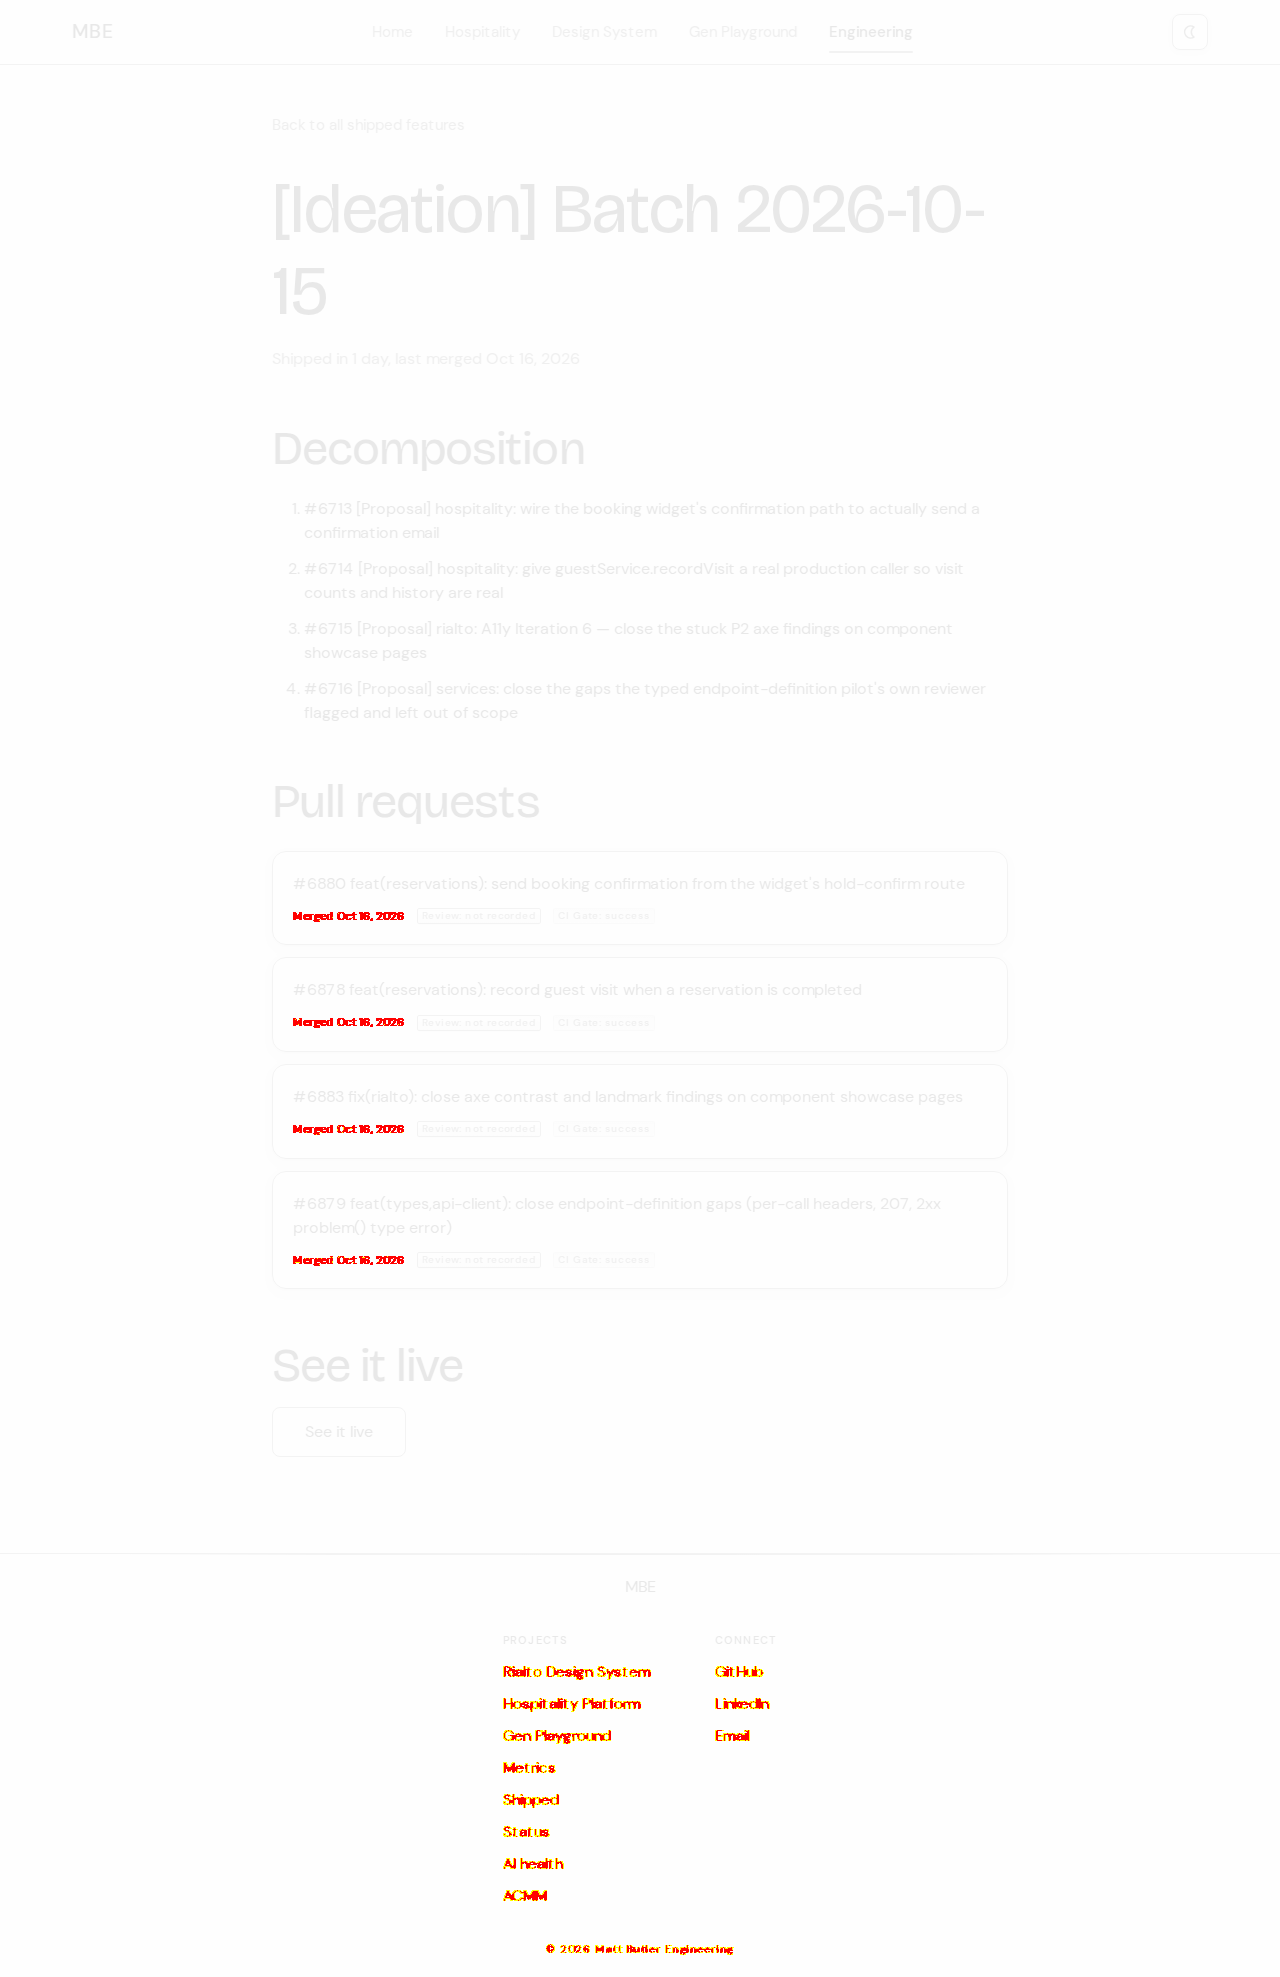 MBE
Home Hospitality Design System Gen Playground Engineering
Back to all shipped features
[Ideation] Batch 2026-10-
15
Shipped in 1 day, last merged Oct 16, 2026
Decomposition
1. #6713 [Proposal] hospitality: wire the booking widget's confirmation path to actually send a
confirmation email
2. #6714 [Proposal] hospitality: give guestService.recordVisit a real production caller so visit
counts and history are real
3. #6715 [Proposal] rialto: A11y Iteration 6 — close the stuck P2 axe findings on component
showcase pages
4. #6716 [Proposal] services: close the gaps the typed endpoint-definition pilot's own reviewer
flagged and left out of scope
Pull requests
#6880 feat(reservations): send booking confirmation from the widget's hold-confirm route
Merged Oct 16, 2026 Review: not recorded CI Gate: success
#6878 feat(reservations): record guest visit when a reservation is completed
Merged Oct 16, 2026 Review: not recorded CI Gate: success
#6883 fix(rialto): close axe contrast and landmark findings on component showcase pages
Merged Oct 16, 2026 Review: not recorded CI Gate: success
#6879 feat(types,api-client): close endpoint-definition gaps (per-call headers, 207, 2xx
problem() type error)
Merged Oct 16, 2026 Review: not recorded CI Gate: success
See it live
See it live
MBE
PROJECTS CONNECT
Rialto Design System GitHub
Hospitality Platform LinkedIn
Gen Playground Email
Metrics
Shipped
Status
AI health
ACMM
© 2026 Matt Butler Engineering